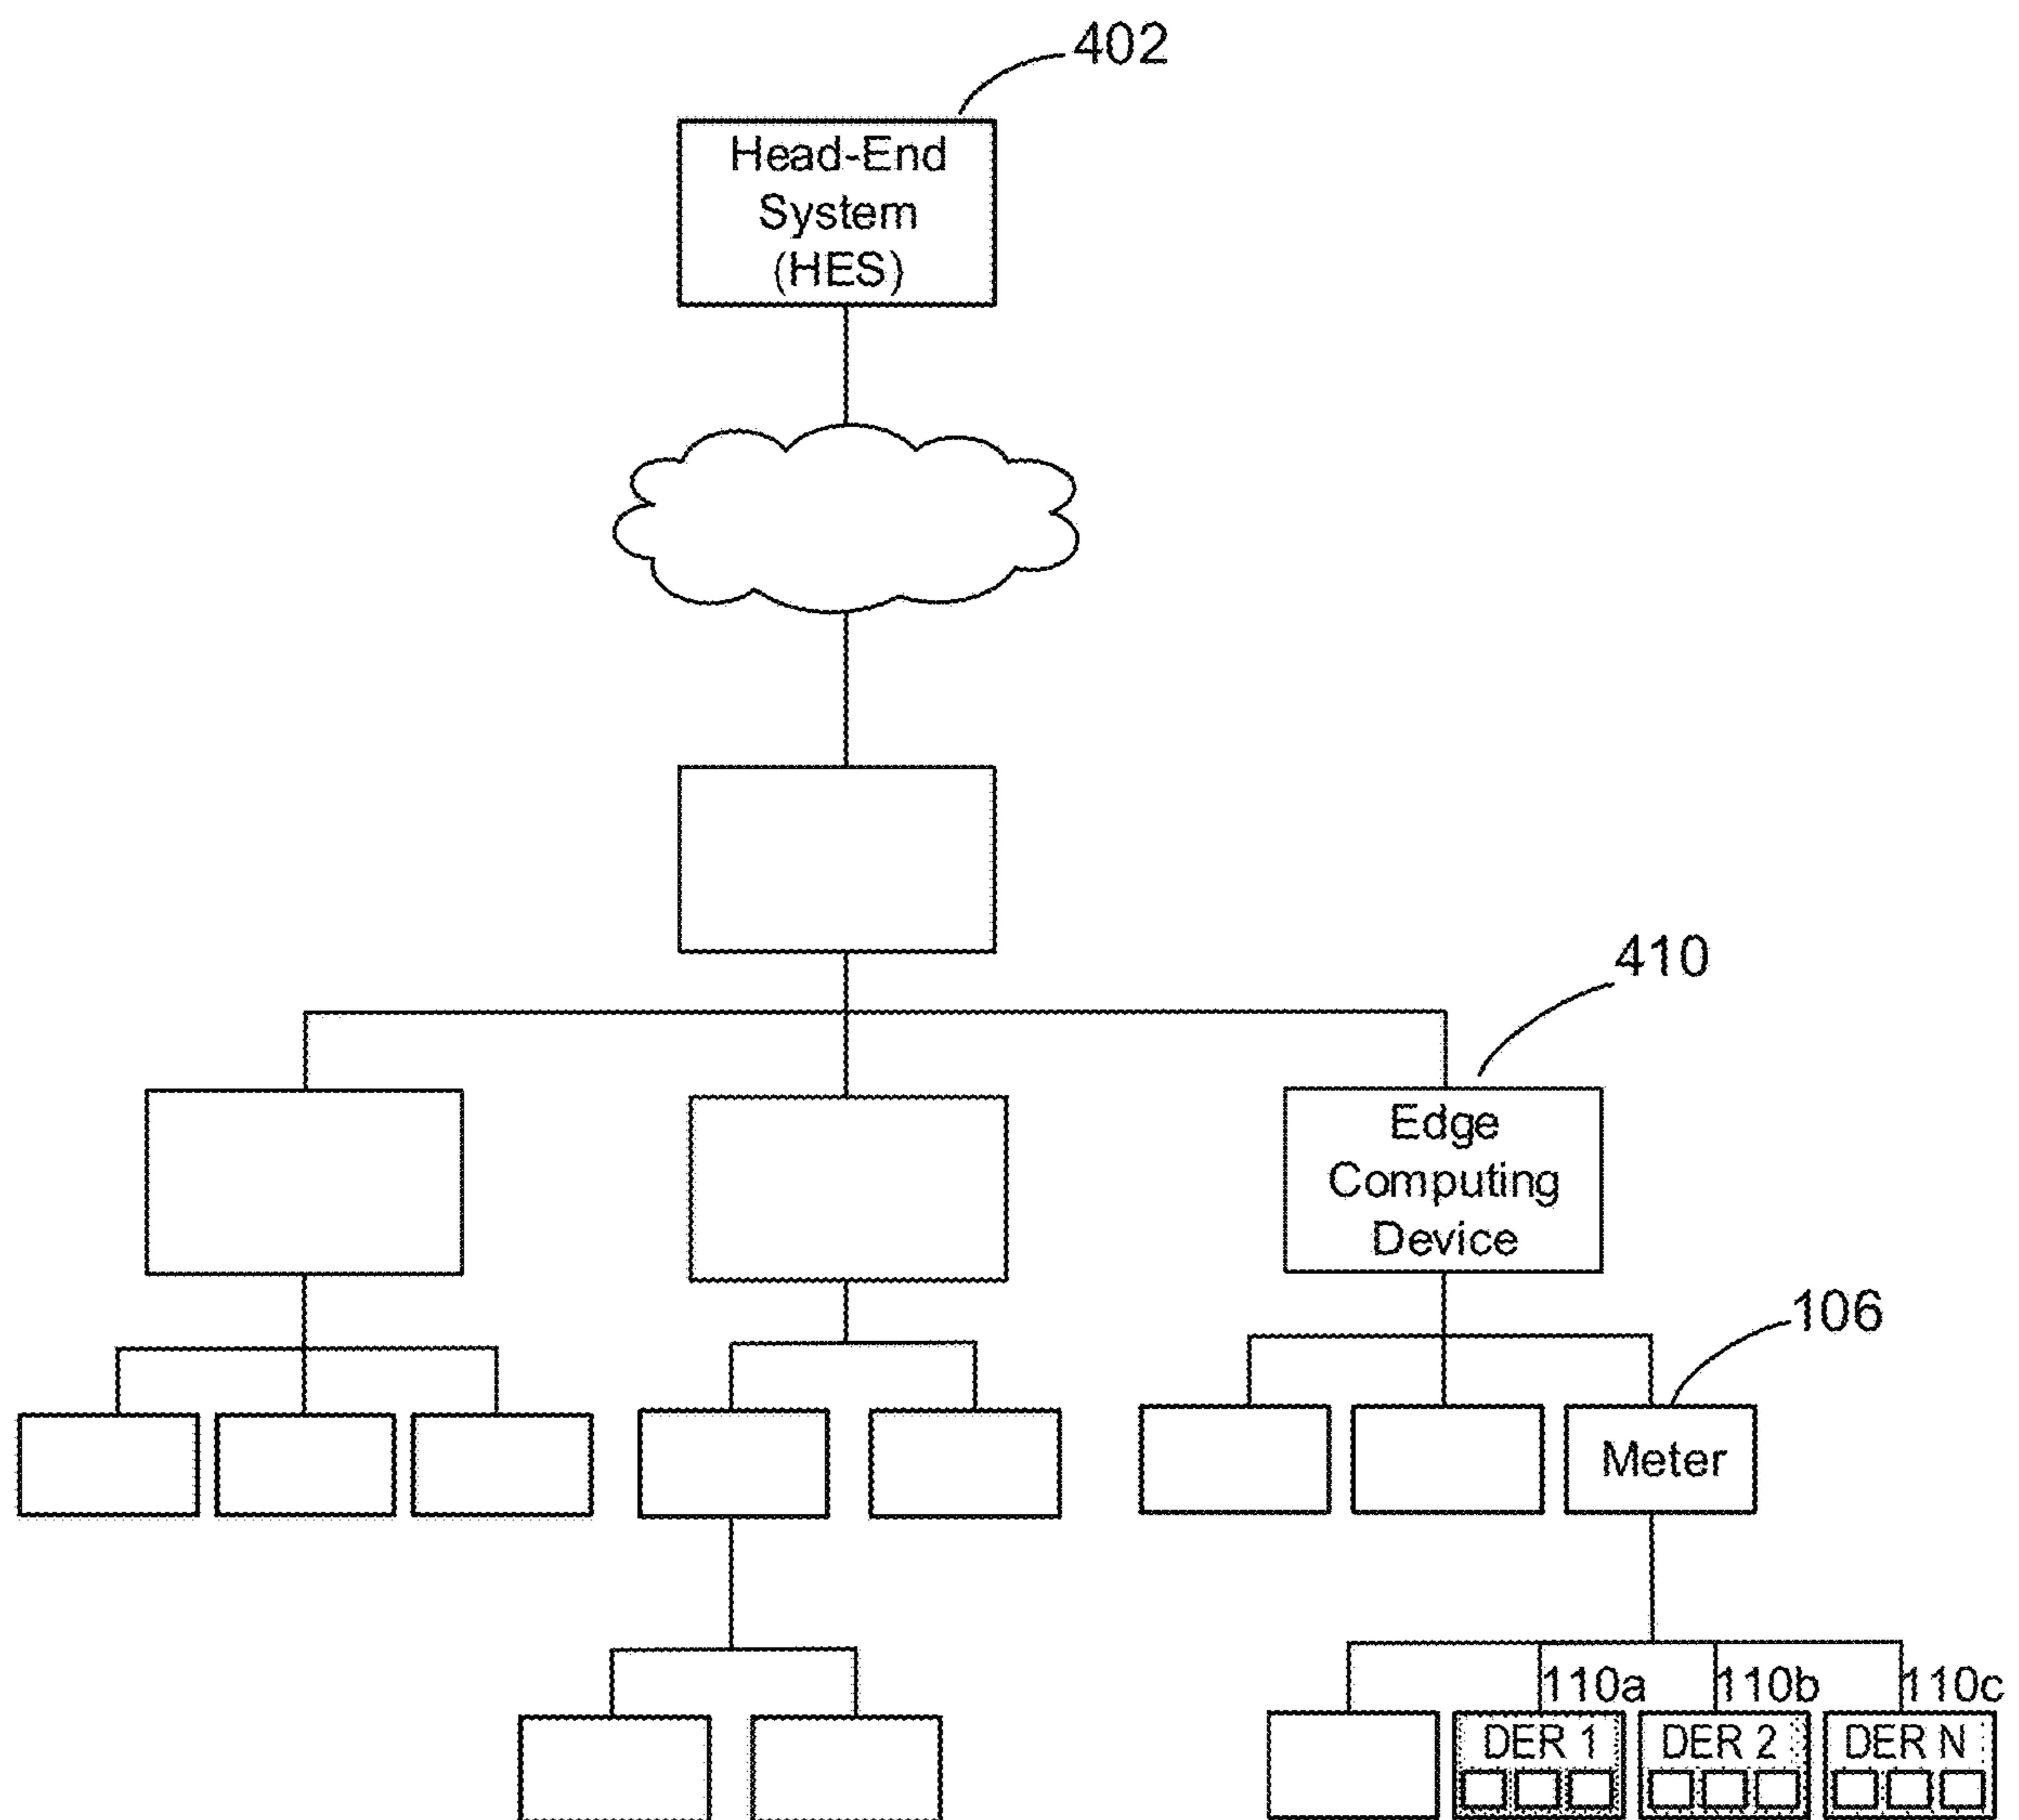 402
Head-End
System
(HES)
410
Edge
Computing
Device
106
Meter
110a
110b
110c
DER 1
DER 2
DER N